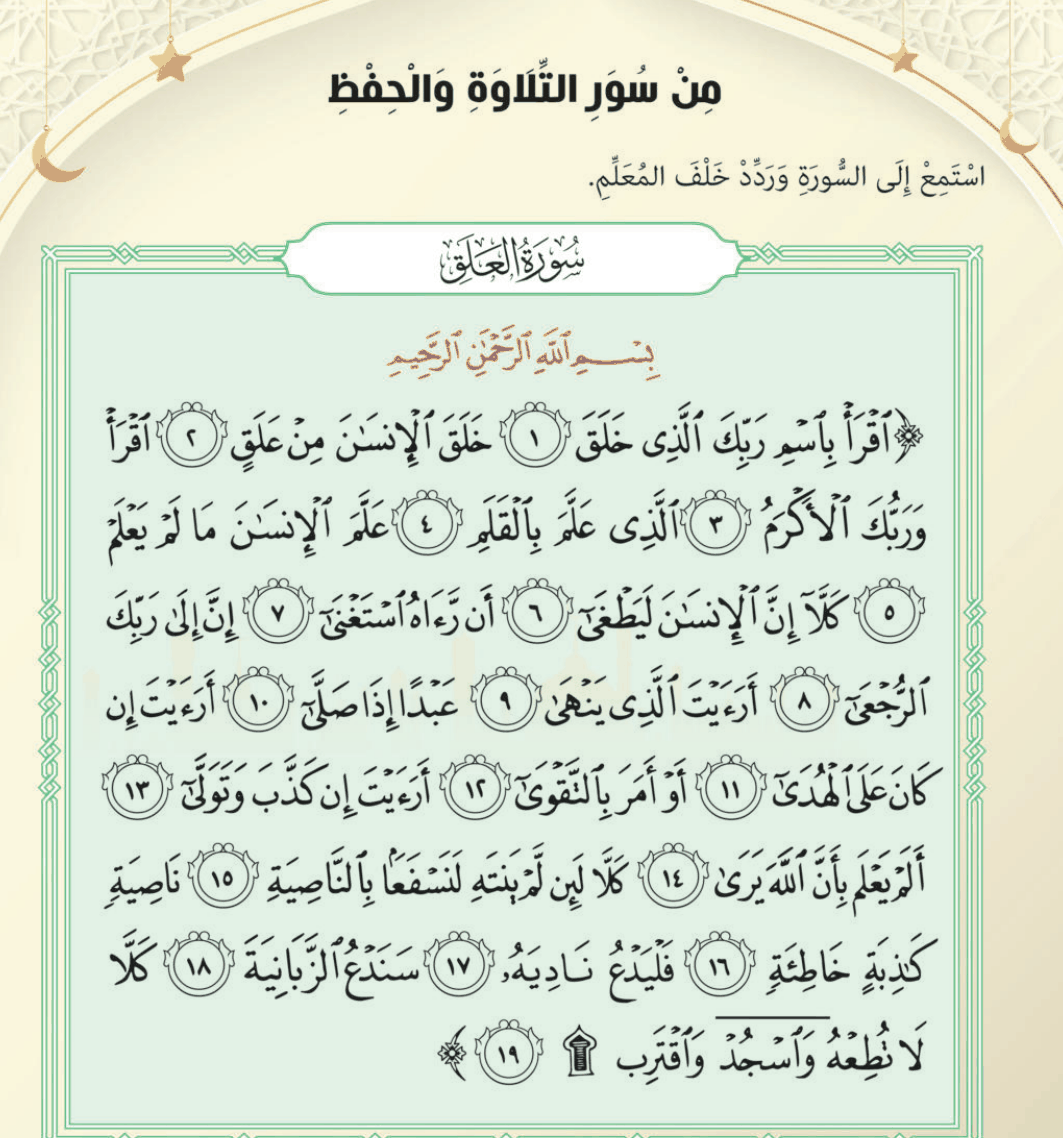 مِنْ سُوَرِ التِّلَاوَةِ وَالْحِفْظِ
اسْتَمِعْ إِلَى السُّورَةِ وَرَدِّدْ خَلْفَ المُعَلِّمِ.
سُورَةُ العَلَقِ
بِسْمِ ٱللَّهِ ٱلرَّحْمَٰنِ ٱلرَّحِيمِ
﴿ٱقْرَأْ بِٱسْمِ رَبِّكَ ٱلَّذِى خَلَقَ ١ خَلَقَ ٱلْإِنسَٰنَ مِنْ عَلَقٍ ٢ ٱقْرَأْ
وَرَبُّكَ ٱلْأَكْرَمُ ٣ ٱلَّذِى عَلَّمَ بِٱلْقَلَمِ ٤ عَلَّمَ ٱلْإِنسَٰنَ مَا لَمْ يَعْلَمْ
٥ كَلَّآ إِنَّ ٱلْإِنسَٰنَ لَيَطْغَىٰٓ ٦ أَن رَّءَاهُ ٱسْتَغْنَىٰٓ ٧ إِنَّ إِلَىٰ رَبِّكَ
ٱلرُّجْعَىٰٓ ٨ أَرَءَيْتَ ٱلَّذِى يَنْهَىٰ ٩ عَبْدًا إِذَا صَلَّىٰٓ ١٠ أَرَءَيْتَ إِن
كَانَ عَلَى ٱلْهُدَىٰٓ ١١ أَوْ أَمَرَ بِٱلتَّقْوَىٰٓ ١٢ أَرَءَيْتَ إِن كَذَّبَ وَتَوَلَّىٰٓ ١٣
أَلَمْ يَعْلَم بِأَنَّ ٱللَّهَ يَرَىٰ ١٤ كَلَّا لَئِن لَّمْ يَنتَهِ لَنَسْفَعًۢا بِٱلنَّاصِيَةِ ١٥ نَاصِيَةٍ
كَٰذِبَةٍ خَاطِئَةٍ ١٦ فَلْيَدْعُ نَادِيَهُۥ ١٧ سَنَدْعُ ٱلزَّبَانِيَةَ ١٨ كَلَّا
لَا تُطِعْهُ وَٱسْجُدْ وَٱقْتَرِب ۩ ١٩ ﴾